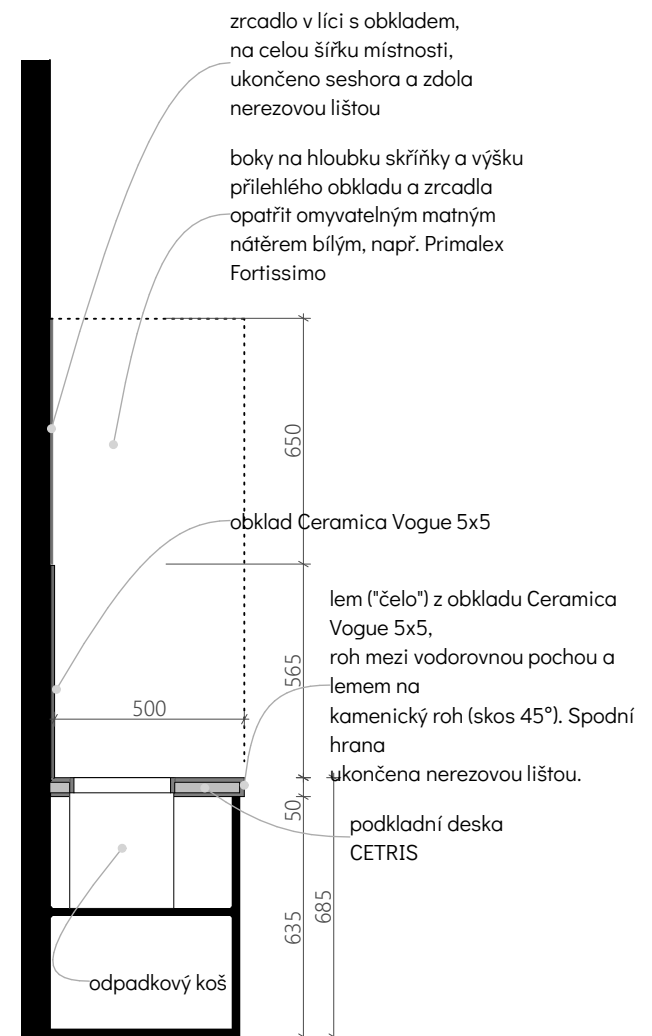 zrcadlo v líci s obkladem,
na celou šířku místnosti,
ukončeno seshora a zdola
nerezovou lištou
boky na hloubku skříňky a výšku
přilehlého obkladu a zrcadla
opatřit omyvatelným matným
nátěrem bílým, např. Primalex
Fortissimo
650
obklad Ceramica Vogue 5x5
lem ("čelo") z obkladu Ceramica
Vogue 5x5,
roh mezi vodorovnou pochou a
lemem na
kamenický roh (skos 45°). Spodní
hrana
ukončena nerezovou lištou.
565
500
50
podkladní deska
CETRIS
685
635
odpadkový koš